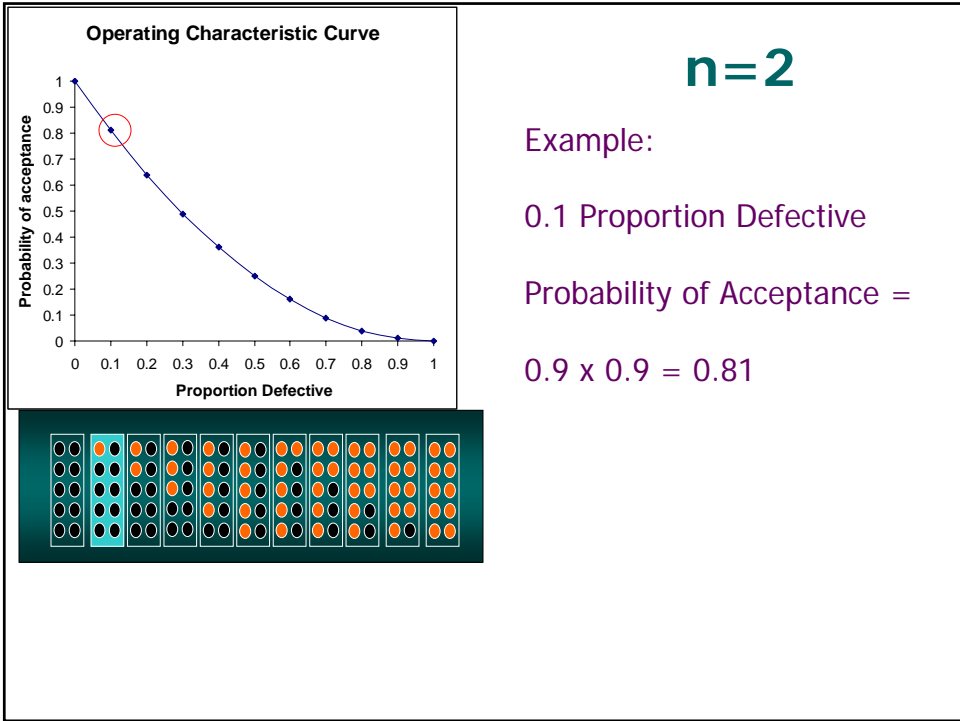 Operating Characteristic Curve
Probability of acceptance
1
0.9
0.8
0.7
0.6
0.5
0.4
0.3
0.2
0.1
0
0 0.1 0.2 0.3 0.4 0.5 0.6 0.7 0.8 0.9 1
Proportion Defective
n=2
Example:
0.1 Proportion Defective
Probability of Acceptance =
0.9 x 0.9 = 0.81